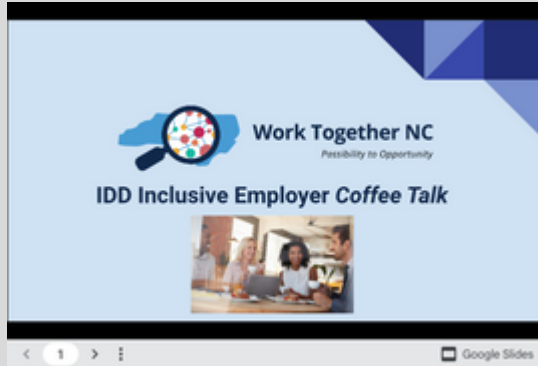 Work Together NC
Possibility to Opportunity
IDD Inclusive Employer Coffee Talk
1
Google Slides